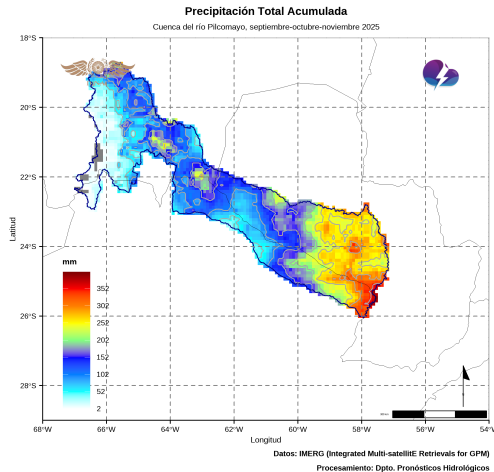 Precipitación Total Acumulada
Cuenca del río Pilcomayo, septiembre-octubre-noviembre 2025
18°S
20°S
22°S
24°S
26°S
28°S
Latitud
mm
352
302
252
202
152
102
52
2
68°W
66°W
64°W
62°W
60°W
58°W
56°W
54°W
Longitud
Datos: IMERG (Integrated Multi-satellitE Retrievals for GPM)
Procesamiento: Dpto. Pronósticos Hidrológicos